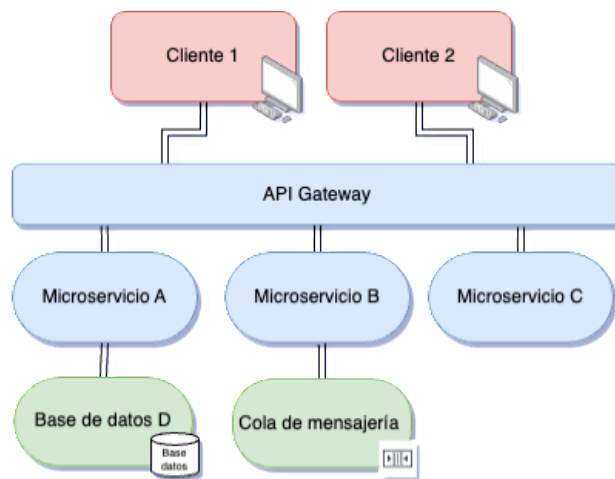 Cliente 1
Cliente 2
API Gateway
Microservicio A
Microservicio B
Microservicio C
Base de datos D
Base
datos
Cola de mensajería